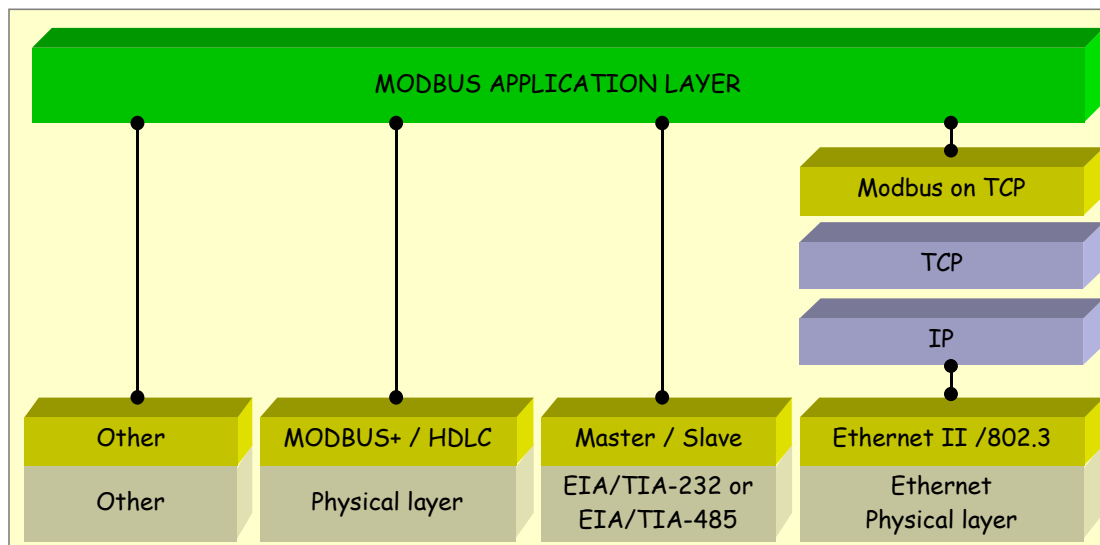 MODBUS APPLICATION LAYER
Modbus on TCP
TCP
IP
Other
MODBUS+ / HDLC
Master / Slave
Ethernet II /802.3
Other
Physical layer
EIA/TIA-232 or
EIA/TIA-485
Ethernet
Physical layer